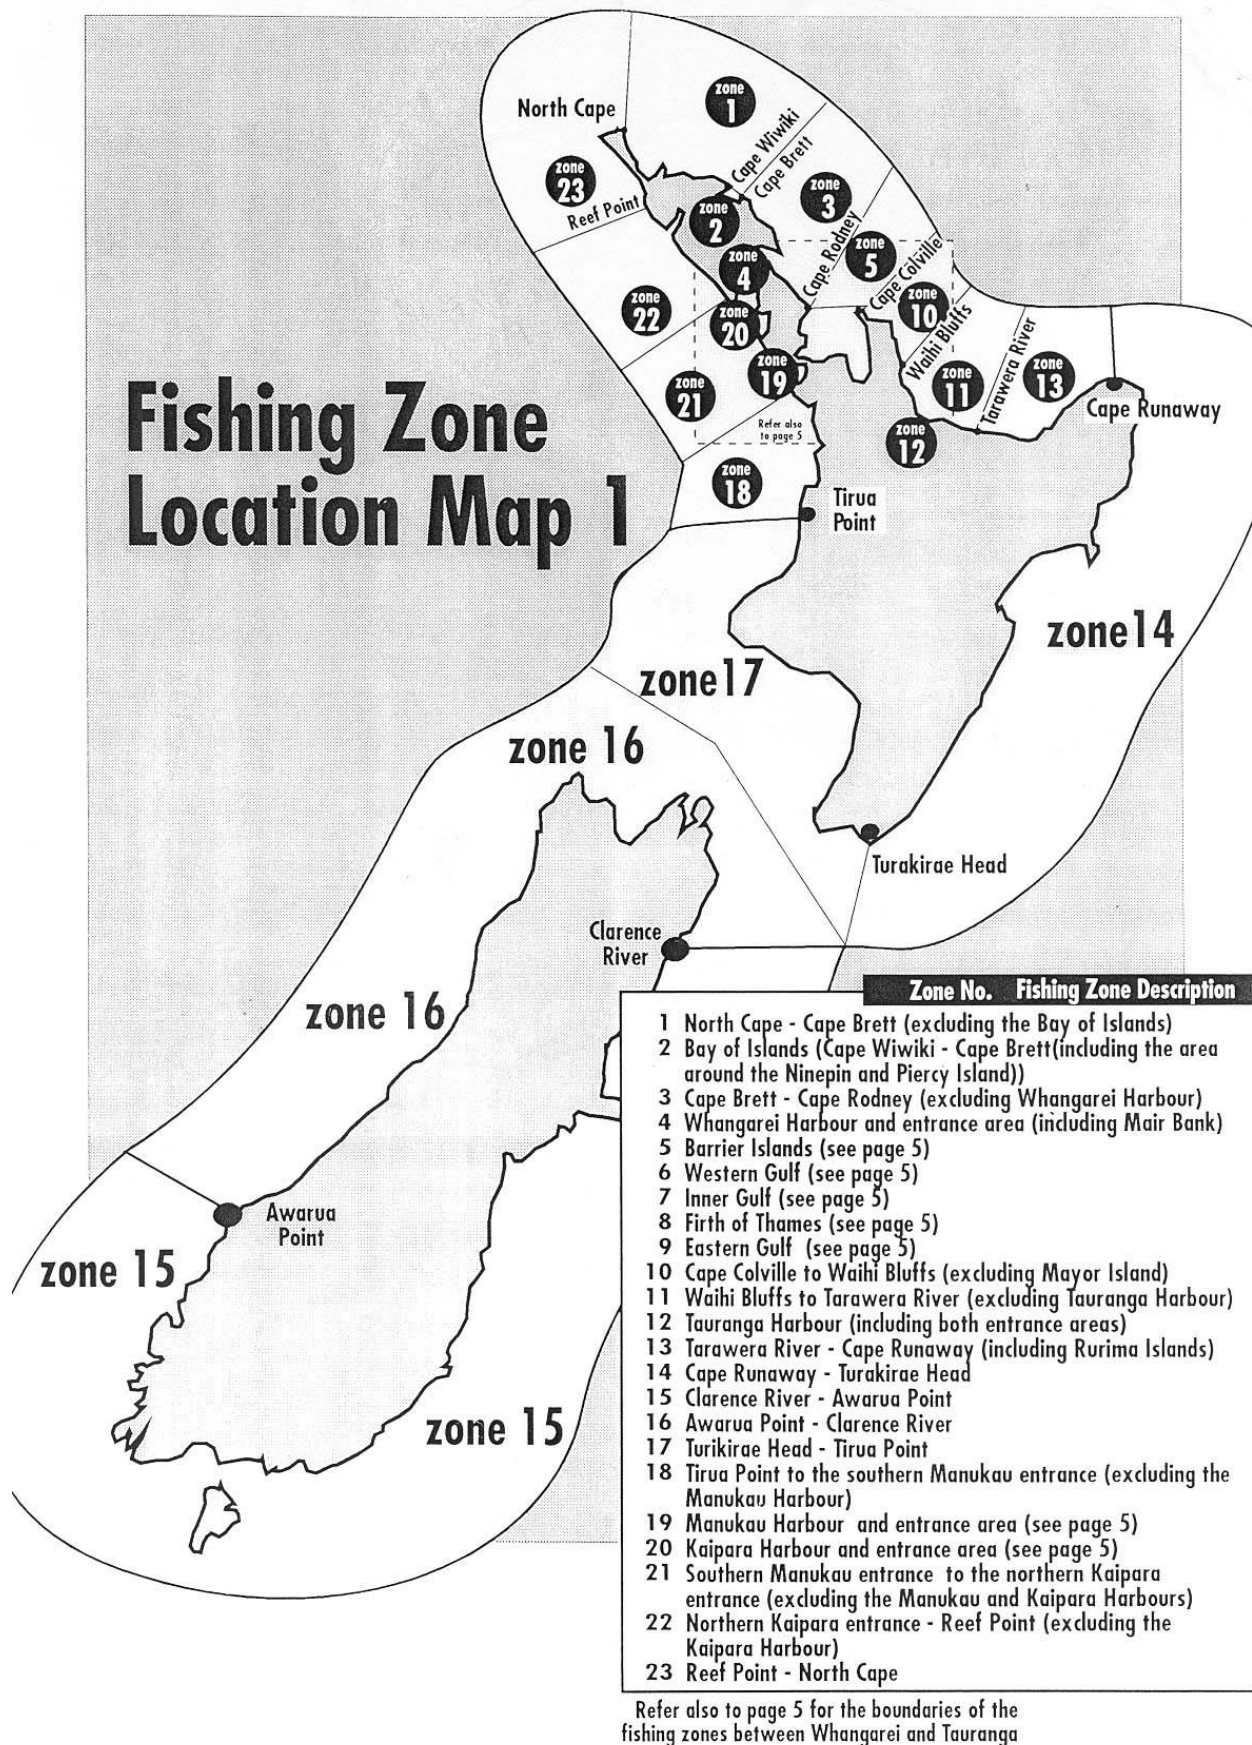 zone
1
North Cape
Cape Wiwiki
Cape Brett
zone
23
Reef Point
zone
2
zone
3
zone
4
Cape Rodney
zone
5
Cape Colville
zone
22
zone
20
zone
10
Waihi Bluffs
zone
21
zone
19
zone
11
Tarawera River
zone
13
Cape Runaway
Fishing Zone
Location Map 1
Refer also
to page 5
zone
12
zone
18
Tirua
Point
zone14
zone17
zone 16
Turakirae Head
Clarence
River
zone 16
Awarua
Point
zone 15
zone 15
Zone No. Fishing Zone Description
1 North Cape - Cape Brett (excluding the Bay of Islands)
2 Bay of Islands (Cape Wiwiki - Cape Brett(including the area
around the Ninepin and Piercy Island))
3 Cape Brett - Cape Rodney (excluding Whangarei Harbour)
4 Whangarei Harbour and entrance area (including Mair Bank)
5 Barrier Islands (see page 5)
6 Western Gulf (see page 5)
7 Inner Gulf (see page 5)
8 Firth of Thames (see page 5)
9 Eastern Gulf (see page 5)
10 Cape Colville to Waihi Bluffs (excluding Mayor Island)
11 Waihi Bluffs to Tarawera River (excluding Tauranga Harbour)
12 Tauranga Harbour (including both entrance areas)
13 Tarawera River - Cape Runaway (including Rurima Islands)
14 Cape Runaway - Turakirae Head
15 Clarence River - Awarua Point
16 Awarua Point - Clarence River
17 Turikirae Head - Tirua Point
18 Tirua Point to the southern Manukau entrance (excluding the
Manukau Harbour)
19 Manukau Harbour and entrance area (see page 5)
20 Kaipara Harbour and entrance area (see page 5)
21 Southern Manukau entrance to the northern Kaipara
entrance (excluding the Manukau and Kaipara Harbours)
22 Northern Kaipara entrance - Reef Point (excluding the
Kaipara Harbour)
23 Reef Point - North Cape
Refer also to page 5 for the boundaries of the
fishing zones between Whangarei and Tauranga